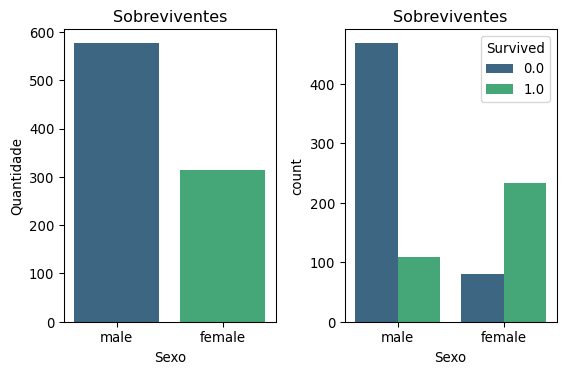 Sobreviventes
600
500
400
300
200
100
0
Quantidade
male
female
Sexo
Sobreviventes
Survived
0.0
1.0
400
300
200
100
0
count
male
female
Sexo